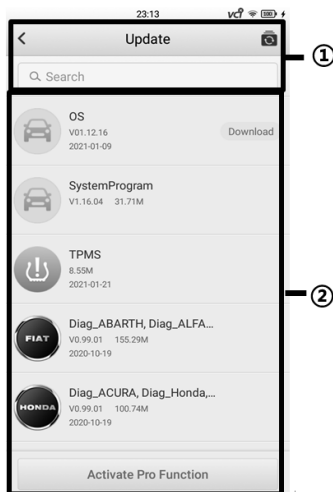 23:13
Update
①
Search
OS
V01.12.16
Download
2021-01-09
SystemProgram
V1.16.04 31.71M
TPMS
8.55M
2021-01-21
②
Diag_ABARTH, Diag_ALFA...
FIAT
V0.99.01 155.29M
2020-10-19
Diag_ACURA, Diag_Honda,...
HONDA
V0.99.01 100.74M
2020-10-19
Activate Pro Function